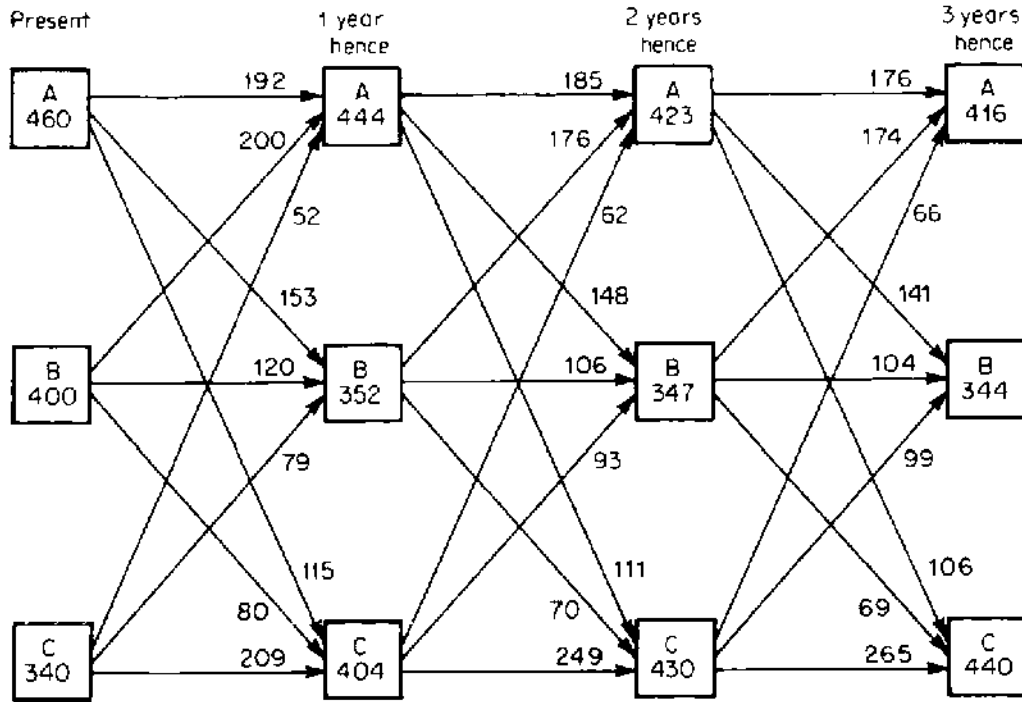 Present
1 year
hence
2 years
hence
3 years
hence
A
460
192
A
444
185
A
423
176
A
416
200
176
174
52
62
66
153
148
141
B
400
120
B
352
106
B
347
104
B
344
79
93
99
115
111
106
80
70
69
C
340
209
C
404
249
C
430
265
C
440